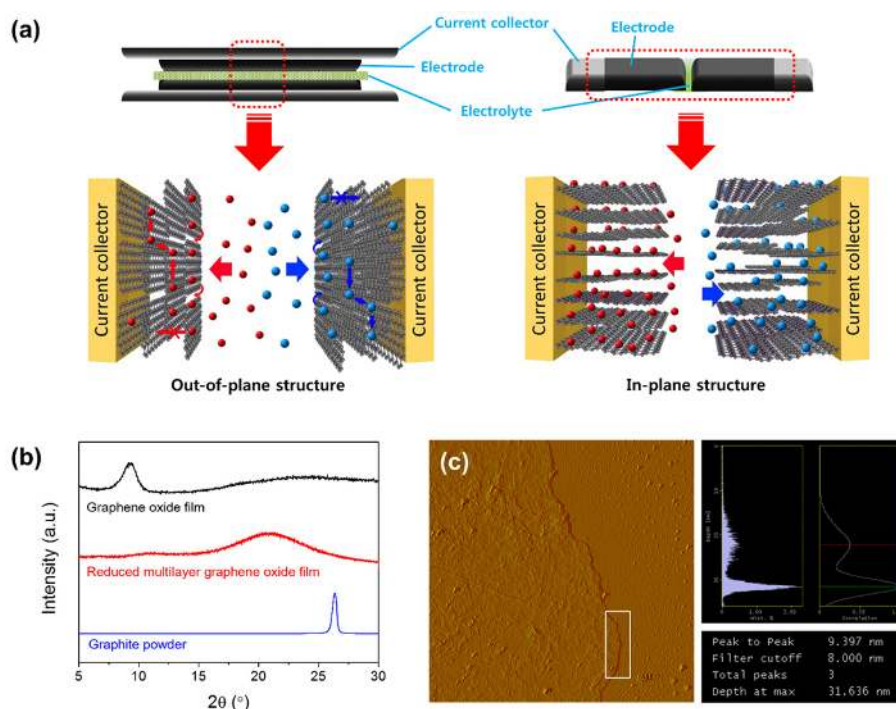 (a)
Current collector
Electrode
Electrolyte
Electrode
Current collector
Current collector
Current collector
Current collector
Out-of-plane structure
In-plane structure
(b)
Intensity (a.u.)
Graphene oxide film
Reduced multilayer graphene oxide film
Graphite powder
5 10 15 20 25 30
2θ (°)
(c)
Peak to Peak 9.397 nm
Filter cutoff 8.000 nm
Total peaks 3
Depth at max 31.636 nm